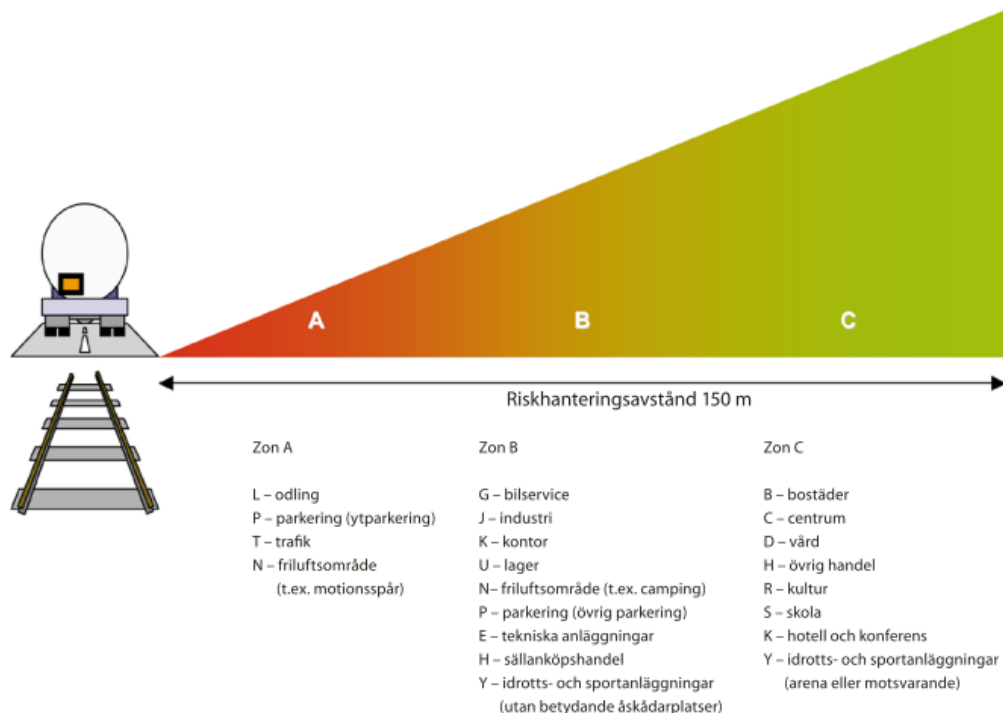 A
B
C
Riskhanteringsavstånd 150 m
Zon A
L – odling
P – parkering (ytparkering)
T – trafik
N – friluftsområde
(t.ex. motionsspår)
Zon B
G – bilservice
J – industri
K – kontor
U – lager
N– friluftsområde (t.ex. camping)
P – parkering (övrig parkering)
E – tekniska anläggningar
H – sällanköpshandel
Y – idrotts- och sportanläggningar
(utan betydande åskådarplatser)
Zon C
B – bostäder
C – centrum
D – vård
H – övrig handel
R – kultur
S – skola
K – hotell och konferens
Y – idrotts- och sportanläggningar
(arena eller motsvarande)